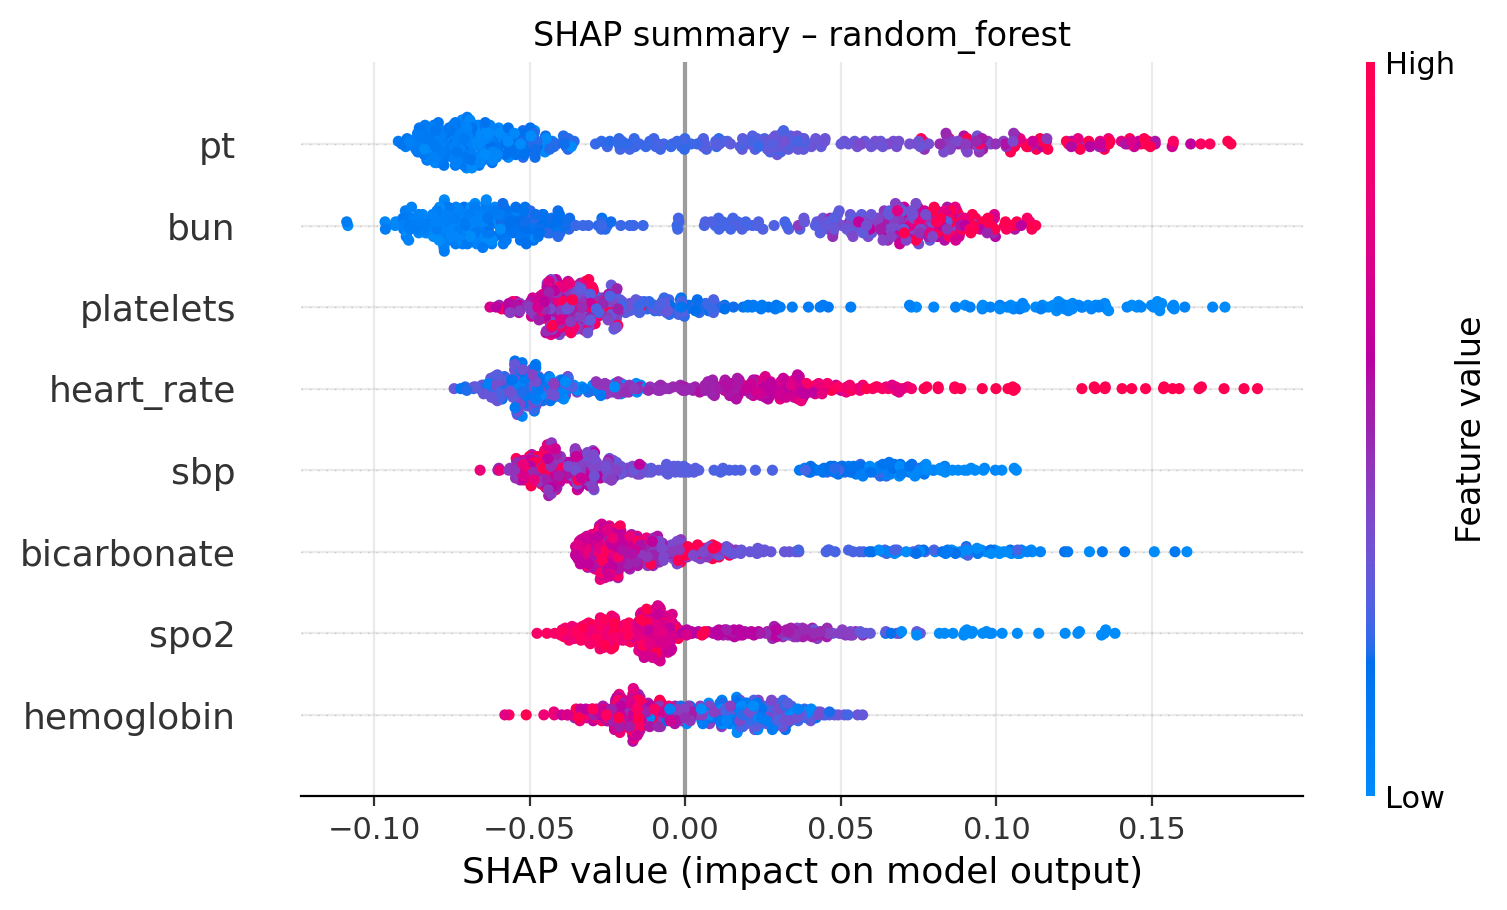 SHAP summary – random_forest
High
pt
bun
platelets
heart_rate
sbp
bicarbonate
spo2
hemoglobin
Feature value
Low
−0.10 −0.05 0.00 0.05 0.10 0.15
SHAP value (impact on model output)